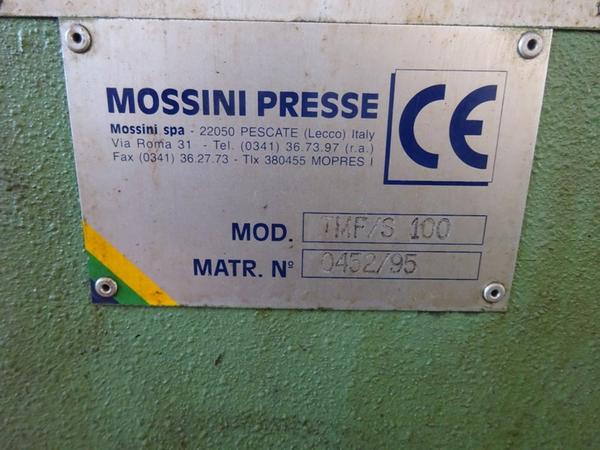 MOSSINI PRESSE
CE
Mossini spa - 22050 PESCATE (Lecco) Italy
Via Roma 31 - Tel. (0341) 36.73.97 (r.a.)
Fax (0341) 36.27.73 - Tlx 380455 MOPRES I
MOD. TMF/S 100
MATR. Nº 0452/95